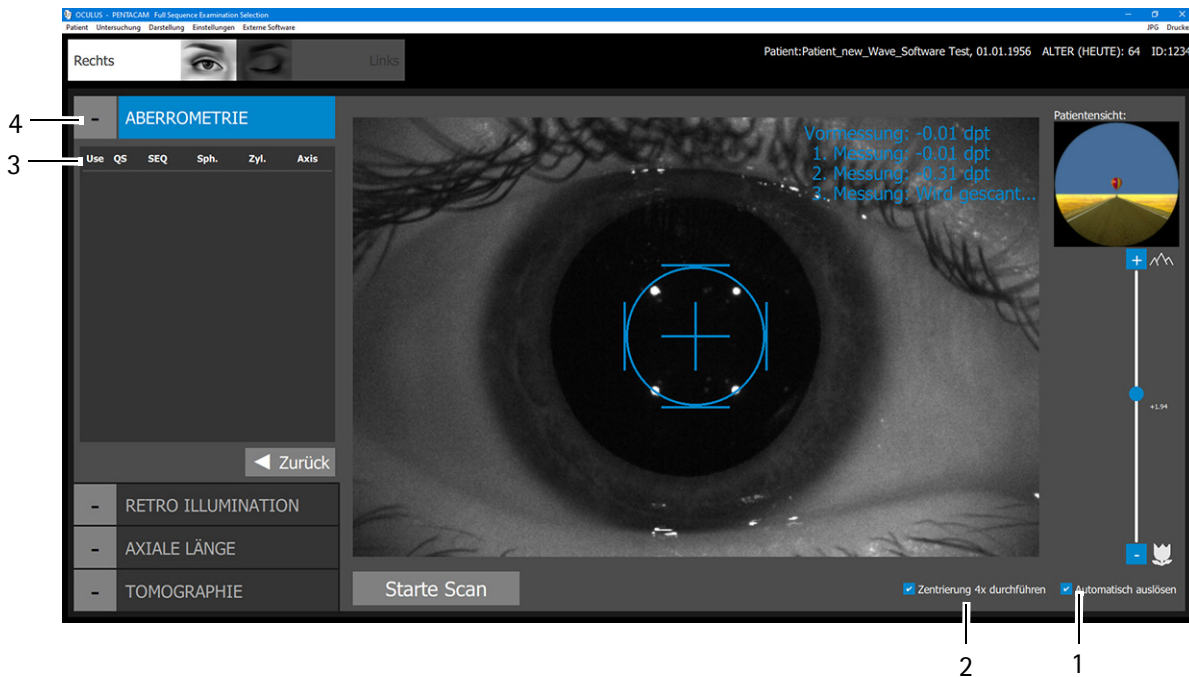 OCULUS - PENTACAM Full Sequence Examination Selection
Patient Untersuchung Darstellung Einstellungen Externe Software JPG Drucke
Rechts
Links
Patient:Patient_new_Wave_Software Test, 01.01.1956 ALTER (HEUTE): 64 ID:1234
4
- ABERROMETRIE
3
Use QS SEQ Sph. Zyl. Axis
Zurück
- RETRO ILLUMINATION
- AXIALE LÄNGE
- TOMOGRAPHIE
Vormessung: -0.01 dpt
1. Messung: -0.01 dpt
2. Messung: -0.31 dpt
3. Messung: Wird gescant...
Patientensicht:
+
+1.94
-
Starte Scan
Zentrierung 4x durchführen
Automatisch auslösen
2
1